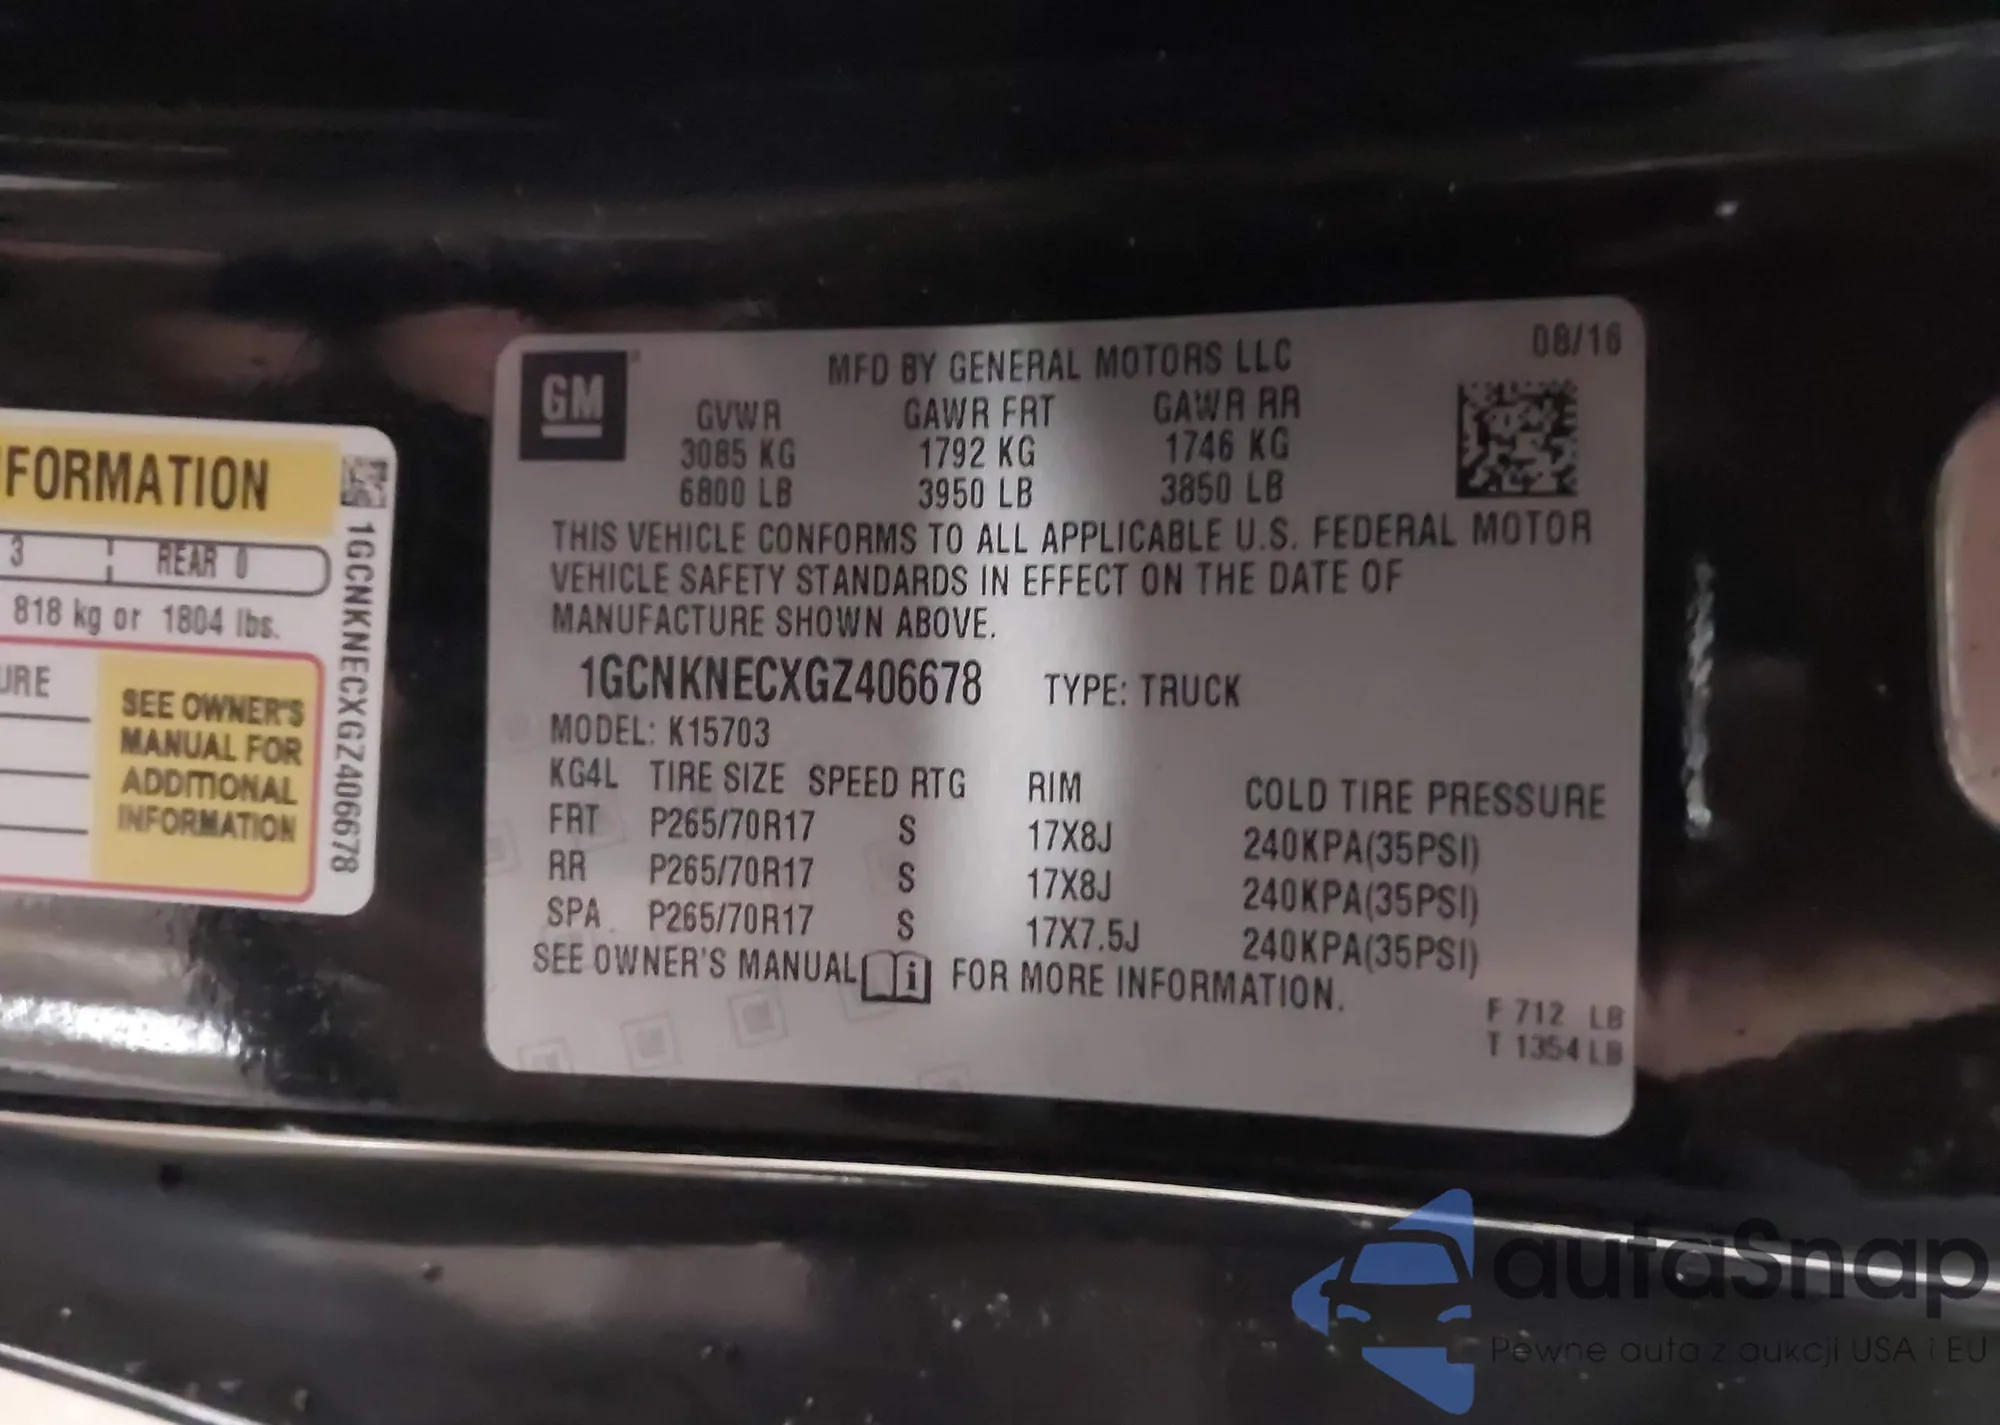 FORMATION
3 REAR 0
818 kg or 1804 lbs.
URE
SEE OWNER'S
MANUAL FOR
ADDITIONAL
INFORMATION
1GCNKNECXGZ406678
GM
MFD BY GENERAL MOTORS LLC
08/16
GVWR GAWR FRT GAWR RR
3085 KG 1792 KG 1746 KG
6800 LB 3950 LB 3850 LB
THIS VEHICLE CONFORMS TO ALL APPLICABLE U.S. FEDERAL MOTOR
VEHICLE SAFETY STANDARDS IN EFFECT ON THE DATE OF
MANUFACTURE SHOWN ABOVE.
1GCNKNECXGZ406678 TYPE: TRUCK
MODEL: K15703
KG4L TIRE SIZE SPEED RTG RIM COLD TIRE PRESSURE
FRT P265/70R17 S 17X8J 240KPA(35PSI)
RR P265/70R17 S 17X8J 240KPA(35PSI)
SPA P265/70R17 S 17X7.5J 240KPA(35PSI)
SEE OWNER'S MANUAL i FOR MORE INFORMATION.
F 712 LB
T 1354 LB
autaSnap
Pewne auta z aukcji USA i EU